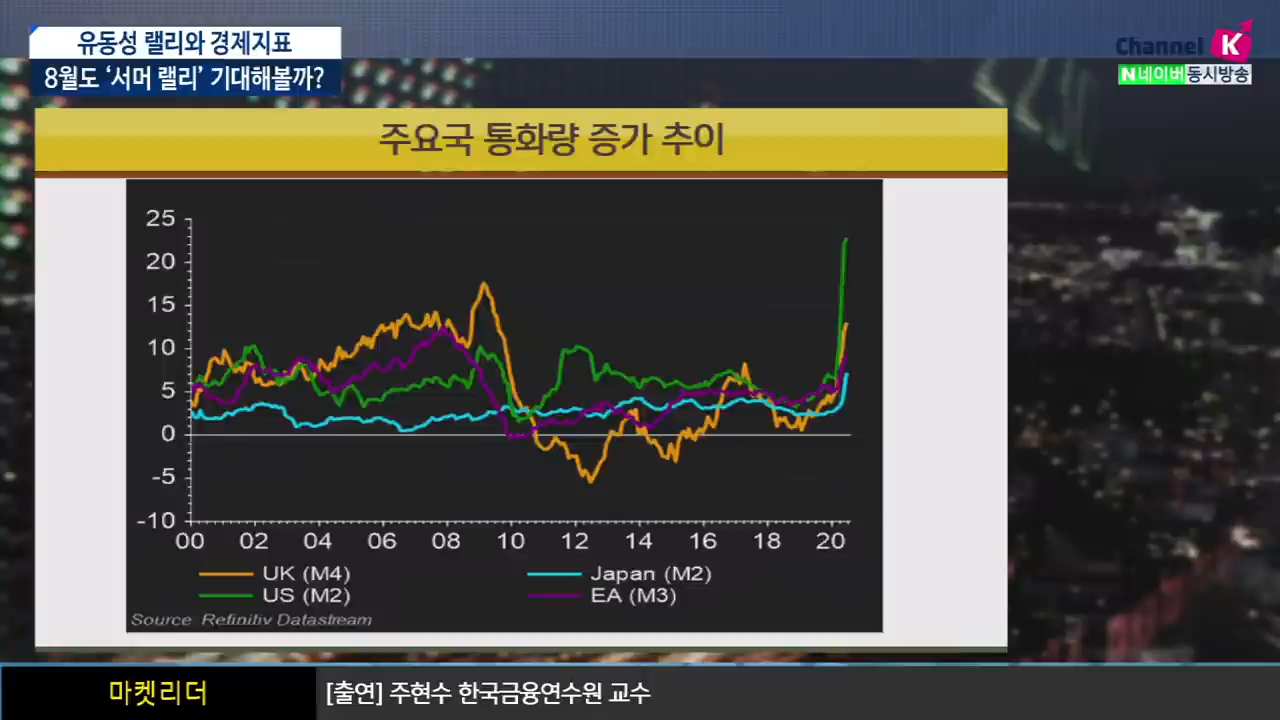 유동성 랠리와 경제지표
8월도 ‘서머 랠리’ 기대해볼까?
Channel K
N 네이버 동시방송
주요국 통화량 증가 추이
25
20
15
10
5
0
-5
-10
00 02 04 06 08 10 12 14 16 18 20
UK (M4) Japan (M2)
US (M2) EA (M3)
Source: Refinitiv Datastream
마켓리더 [출연] 주현수 한국금융연수원 교수